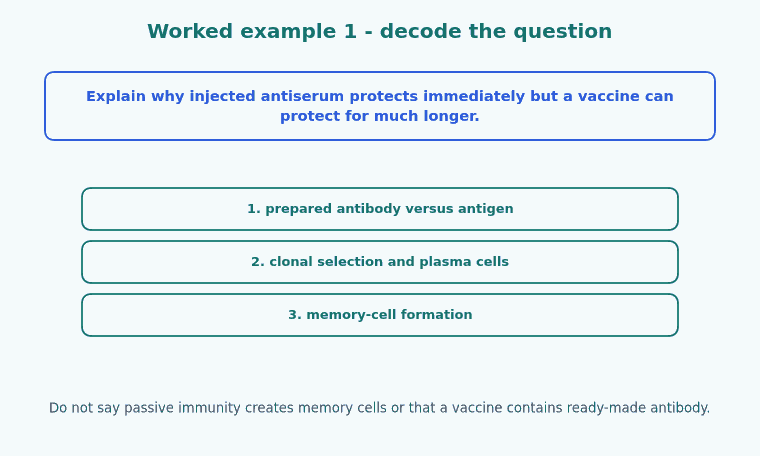 Worked example 1 - decode the question
Explain why injected antiserum protects immediately but a vaccine can
protect for much longer.
1. prepared antibody versus antigen
2. clonal selection and plasma cells
3. memory-cell formation
Do not say passive immunity creates memory cells or that a vaccine contains ready-made antibody.